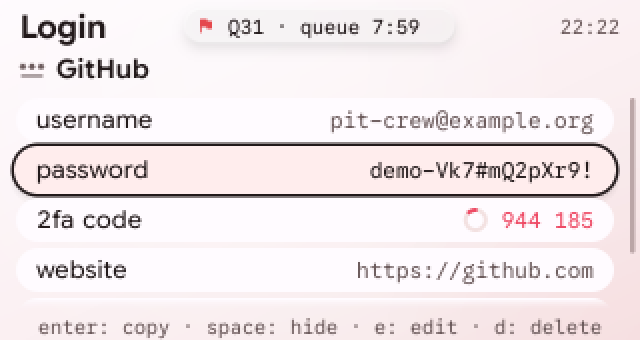 Login
Q31 · queue 7:59
22:22
GitHub
username pit-crew@example.org
password demo-Vk7#mQ2pXr9!
2fa code 944 185
website https://github.com
enter: copy · space: hide · e: edit · d: delete